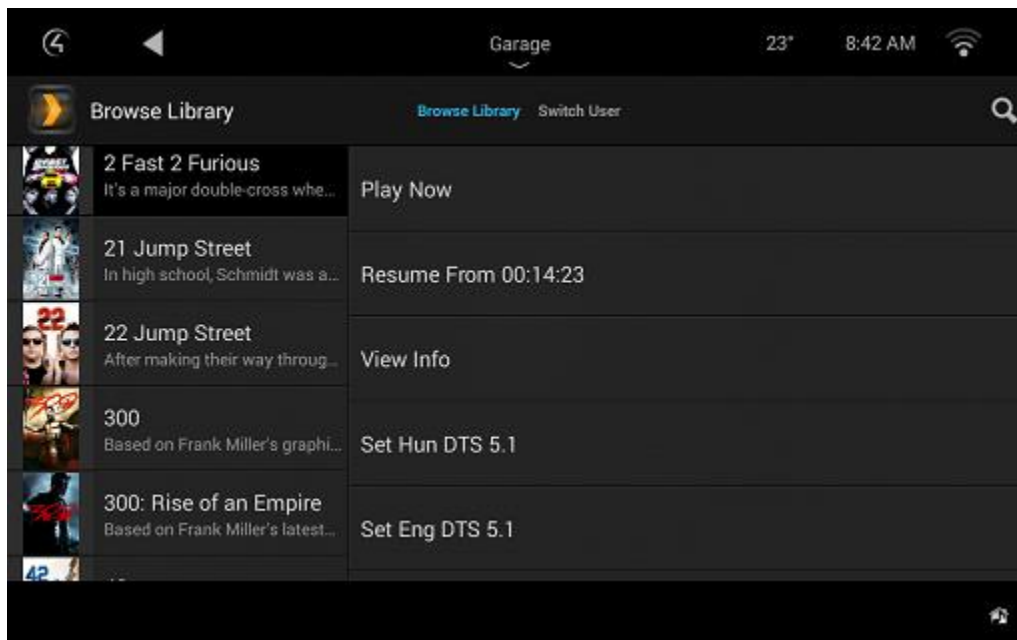 Garage
23°
8:42 AM
Browse Library
Browse Library
Switch User
2 Fast 2 Furious
It's a major double-cross whe...
21 Jump Street
In high school, Schmidt was a...
22 Jump Street
After making their way throug...
300
Based on Frank Miller's graphi...
300: Rise of an Empire
Based on Frank Miller's latest...
42
Play Now
Resume From 00:14:23
View Info
Set Hun DTS 5.1
Set Eng DTS 5.1
22